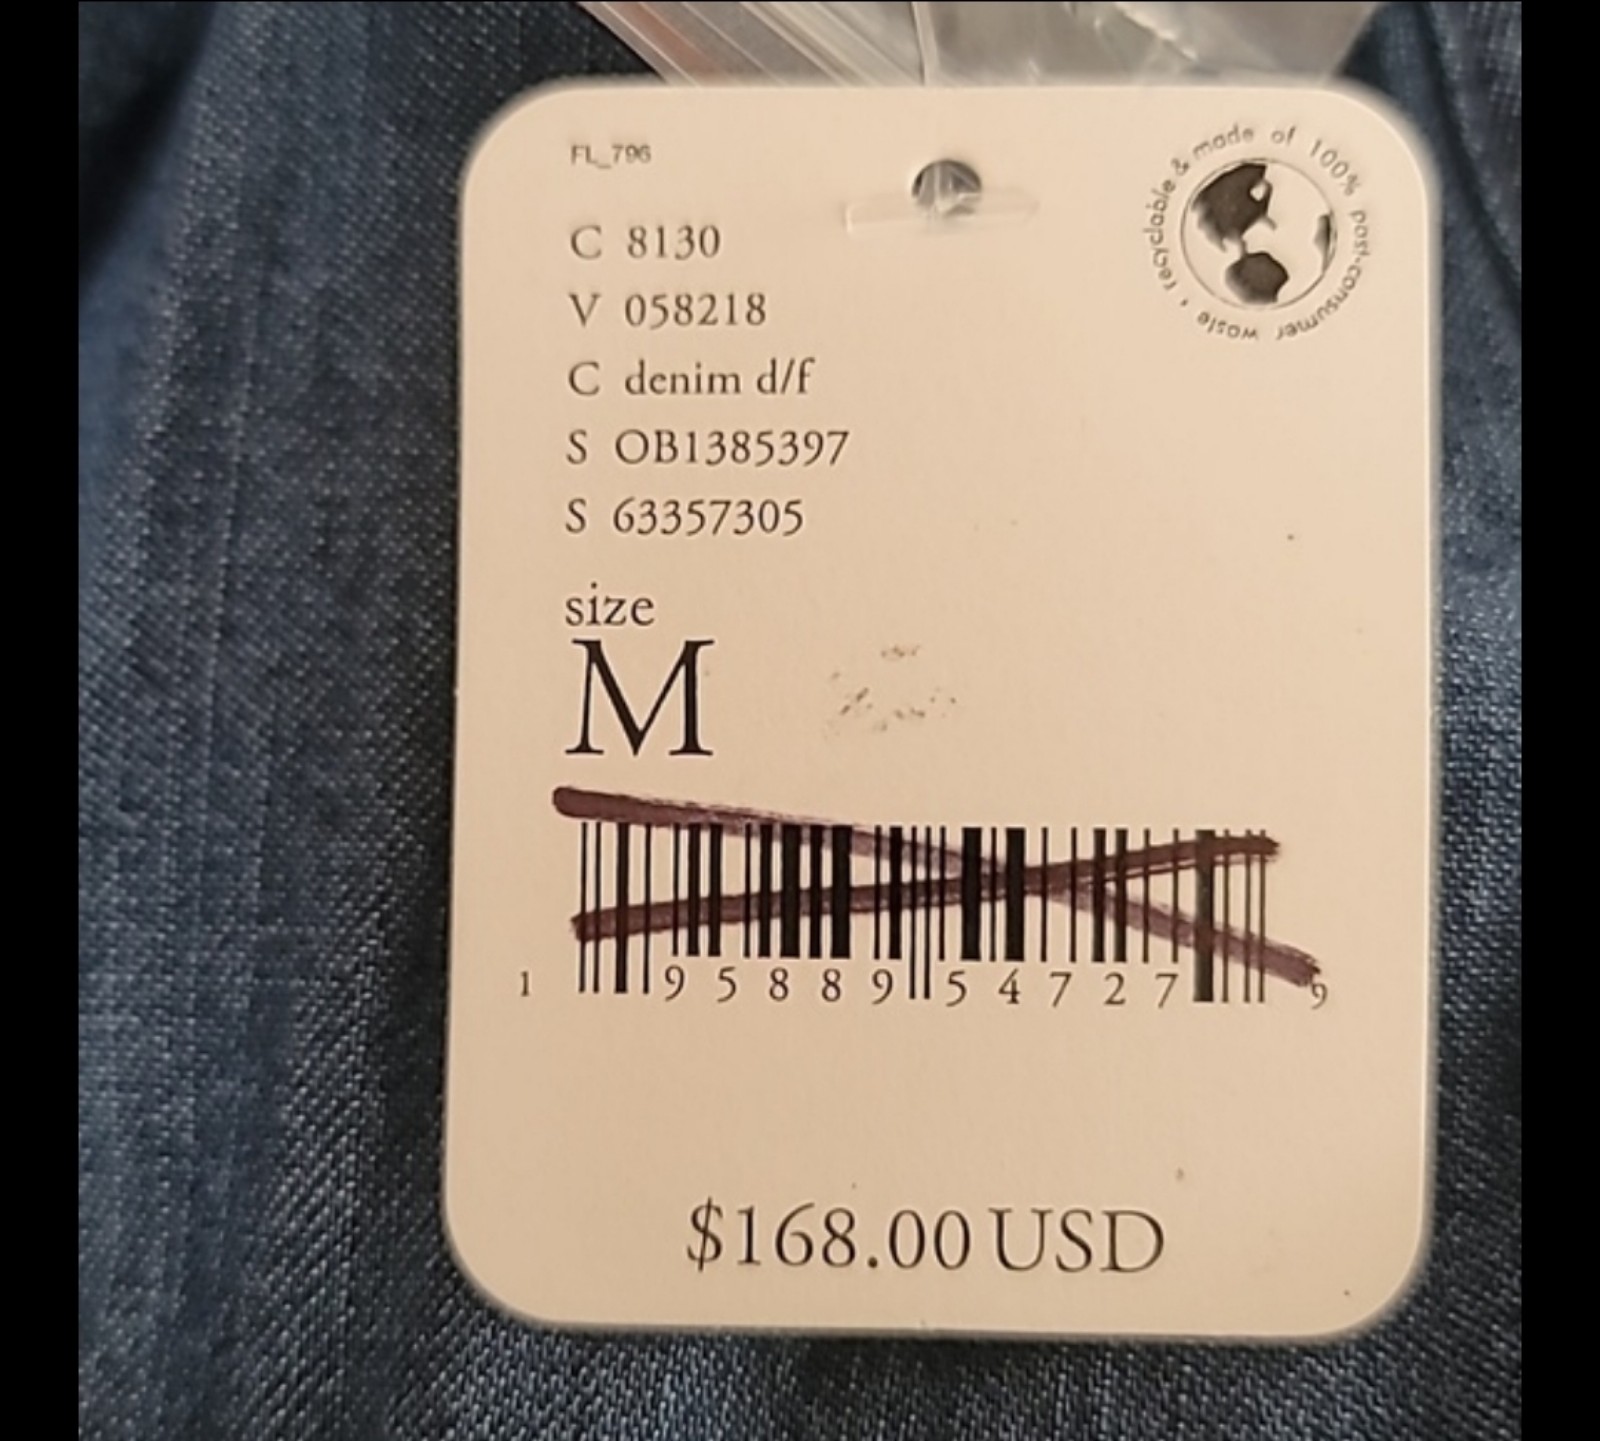 FL_796
recyclable & made of 100% post-consumer waste •
C 8130
V 058218
C denim d/f
S OB1385397
S 63357305
size
M
1 95889 54727 9
$168.00 USD